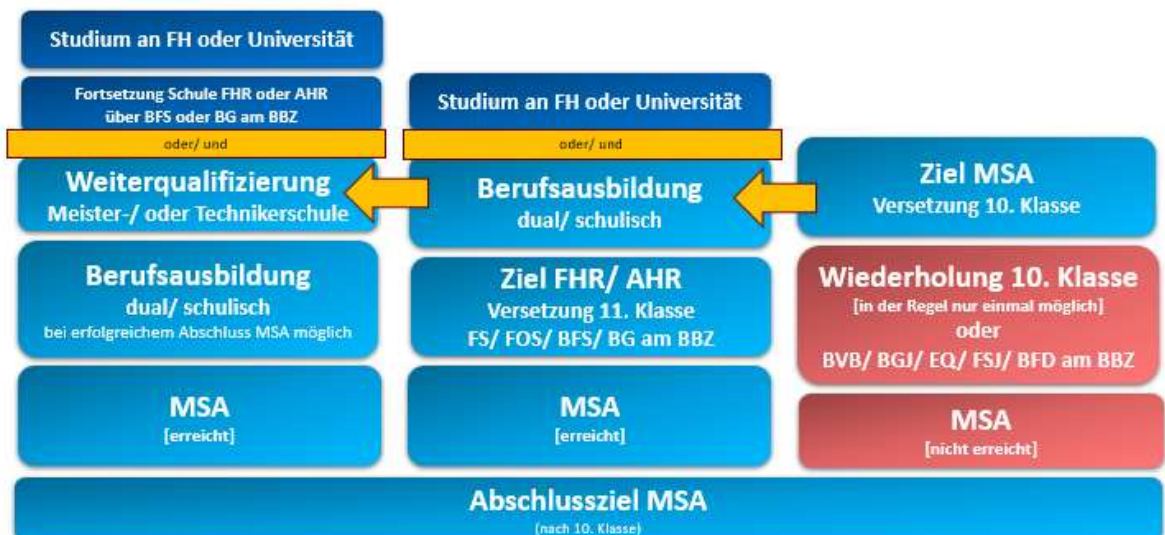 Studium an FH oder Universität
Fortsetzung Schule FHR oder AHR
über BFS oder BG am BBZ
oder/ und
Weiterqualifizierung
Meister-/ oder Technikerschule
Berufsausbildung
dual/ schulisch
bei erfolgreichem Abschluss MSA möglich
MSA
[erreicht]
Studium an FH oder Universität
oder/ und
Berufsausbildung
dual/ schulisch
Ziel FHR/ AHR
Versetzung 11. Klasse
FS/ FOS/ BFS/ BG am BBZ
MSA
[erreicht]
Ziel MSA
Versetzung 10. Klasse
Wiederholung 10. Klasse
[in der Regel nur einmal möglich]
oder
BVB/ BGJ/ EQ/ FSJ/ BFD am BBZ
MSA
[nicht erreicht]
Abschlussziel MSA
(nach 10. Klasse)